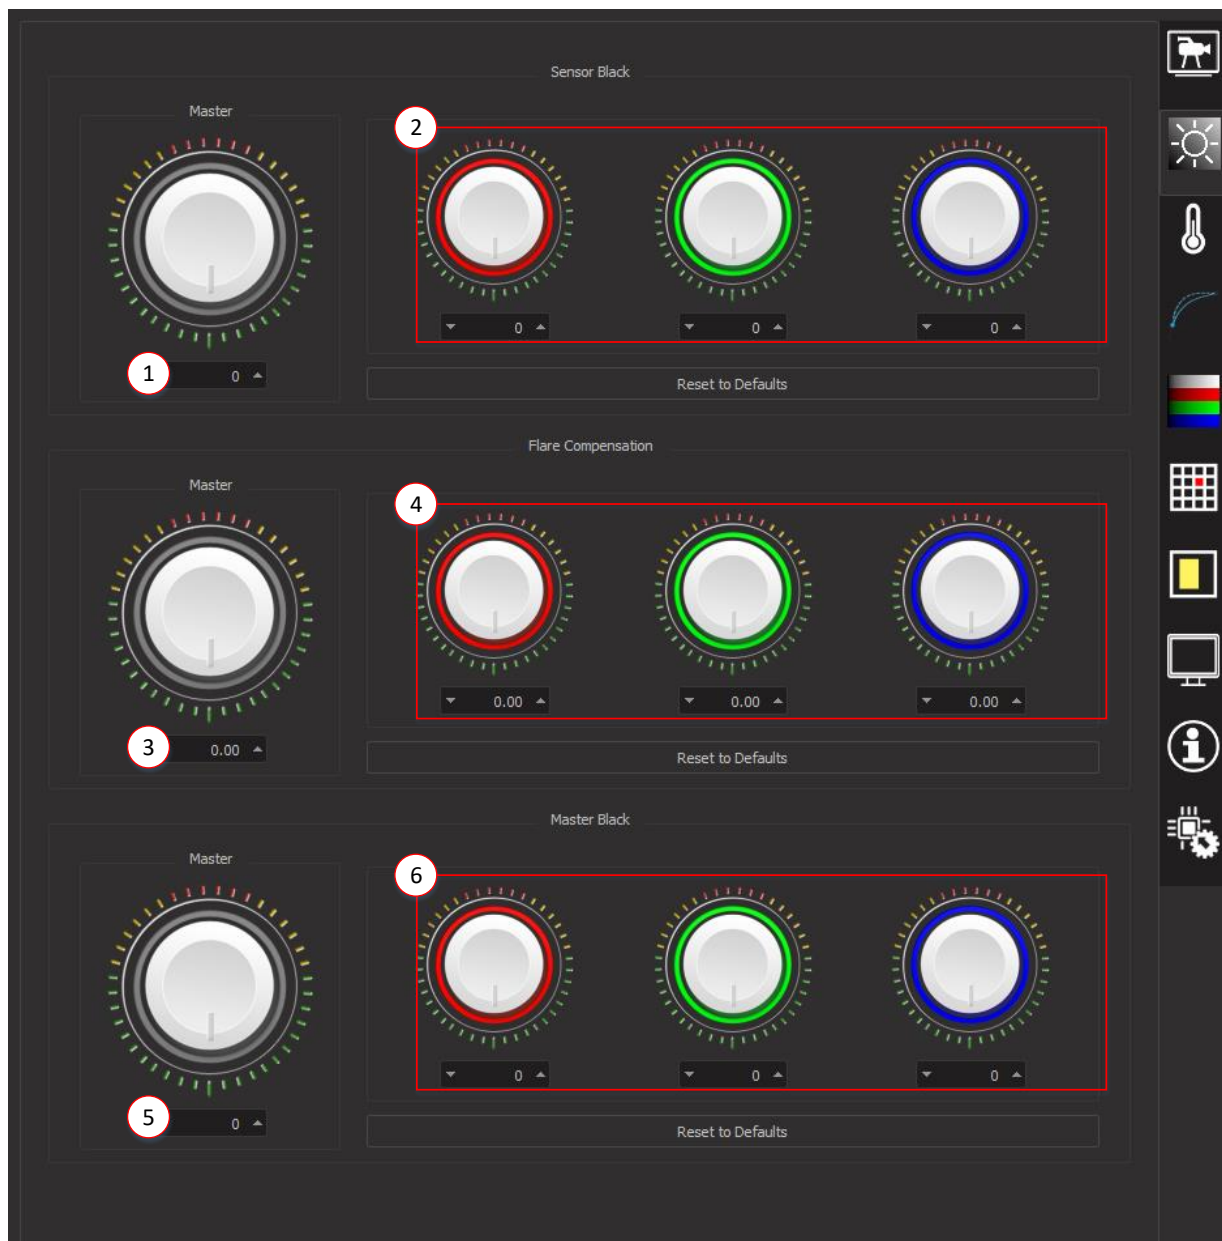 Sensor Black
Master
2
0 0 0
1
0
Reset to Defaults
Flare Compensation
Master
4
0.00 0.00 0.00
3
0.00
Reset to Defaults
Master Black
Master
6
0 0 0
5
0
Reset to Defaults